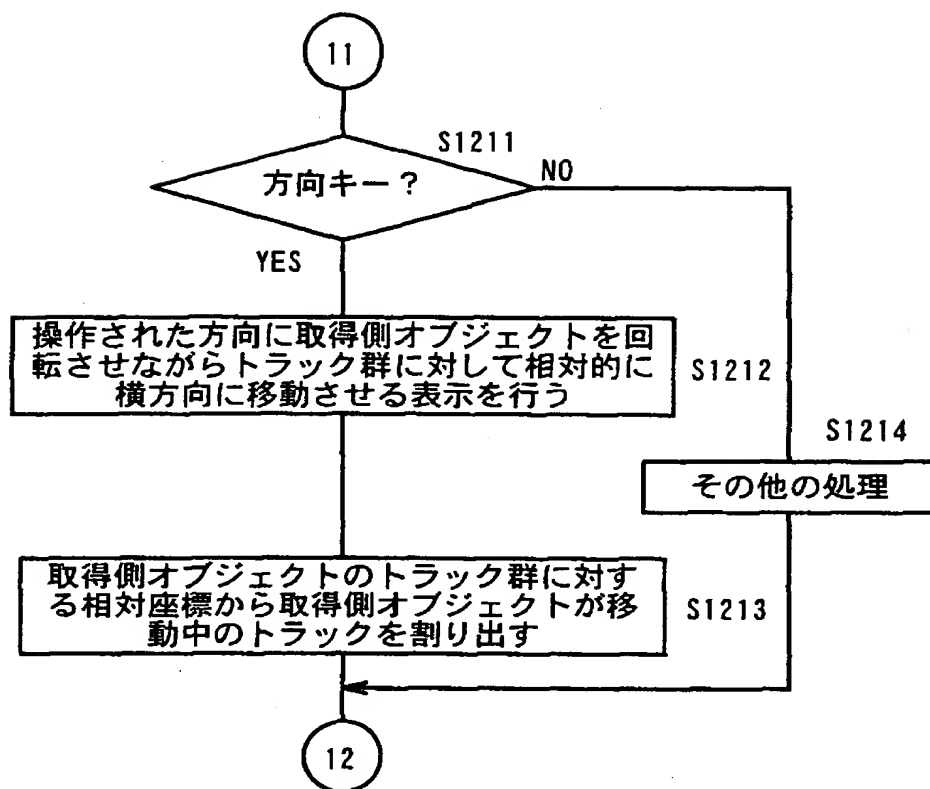 11
S1211
方向キー？
NO
YES
操作された方向に取得側オブジェクトを回
転させながらトラック群に対して相対的に
横方向に移動させる表示を行う
S1212
S1214
その他の処理
取得側オブジェクトのトラック群に対す
る相対座標から取得側オブジェクトが移
動中のトラックを割り出す
S1213
12